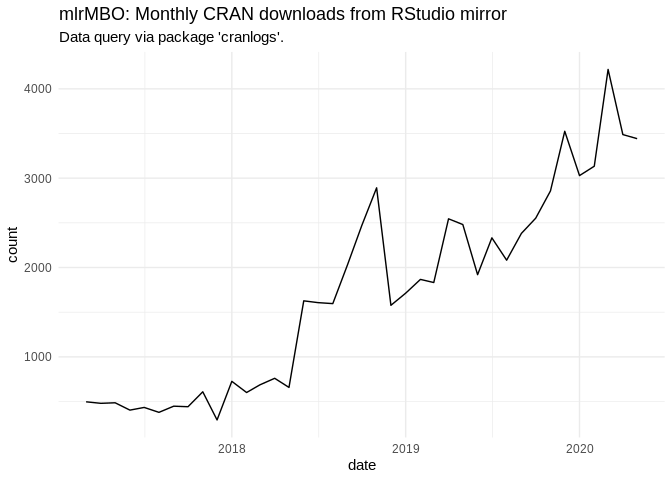 mlrMBO: Monthly CRAN downloads from RStudio mirror
Data query via package 'cranlogs'.
4000
3000
2000
1000
count
2018 2019 2020
date